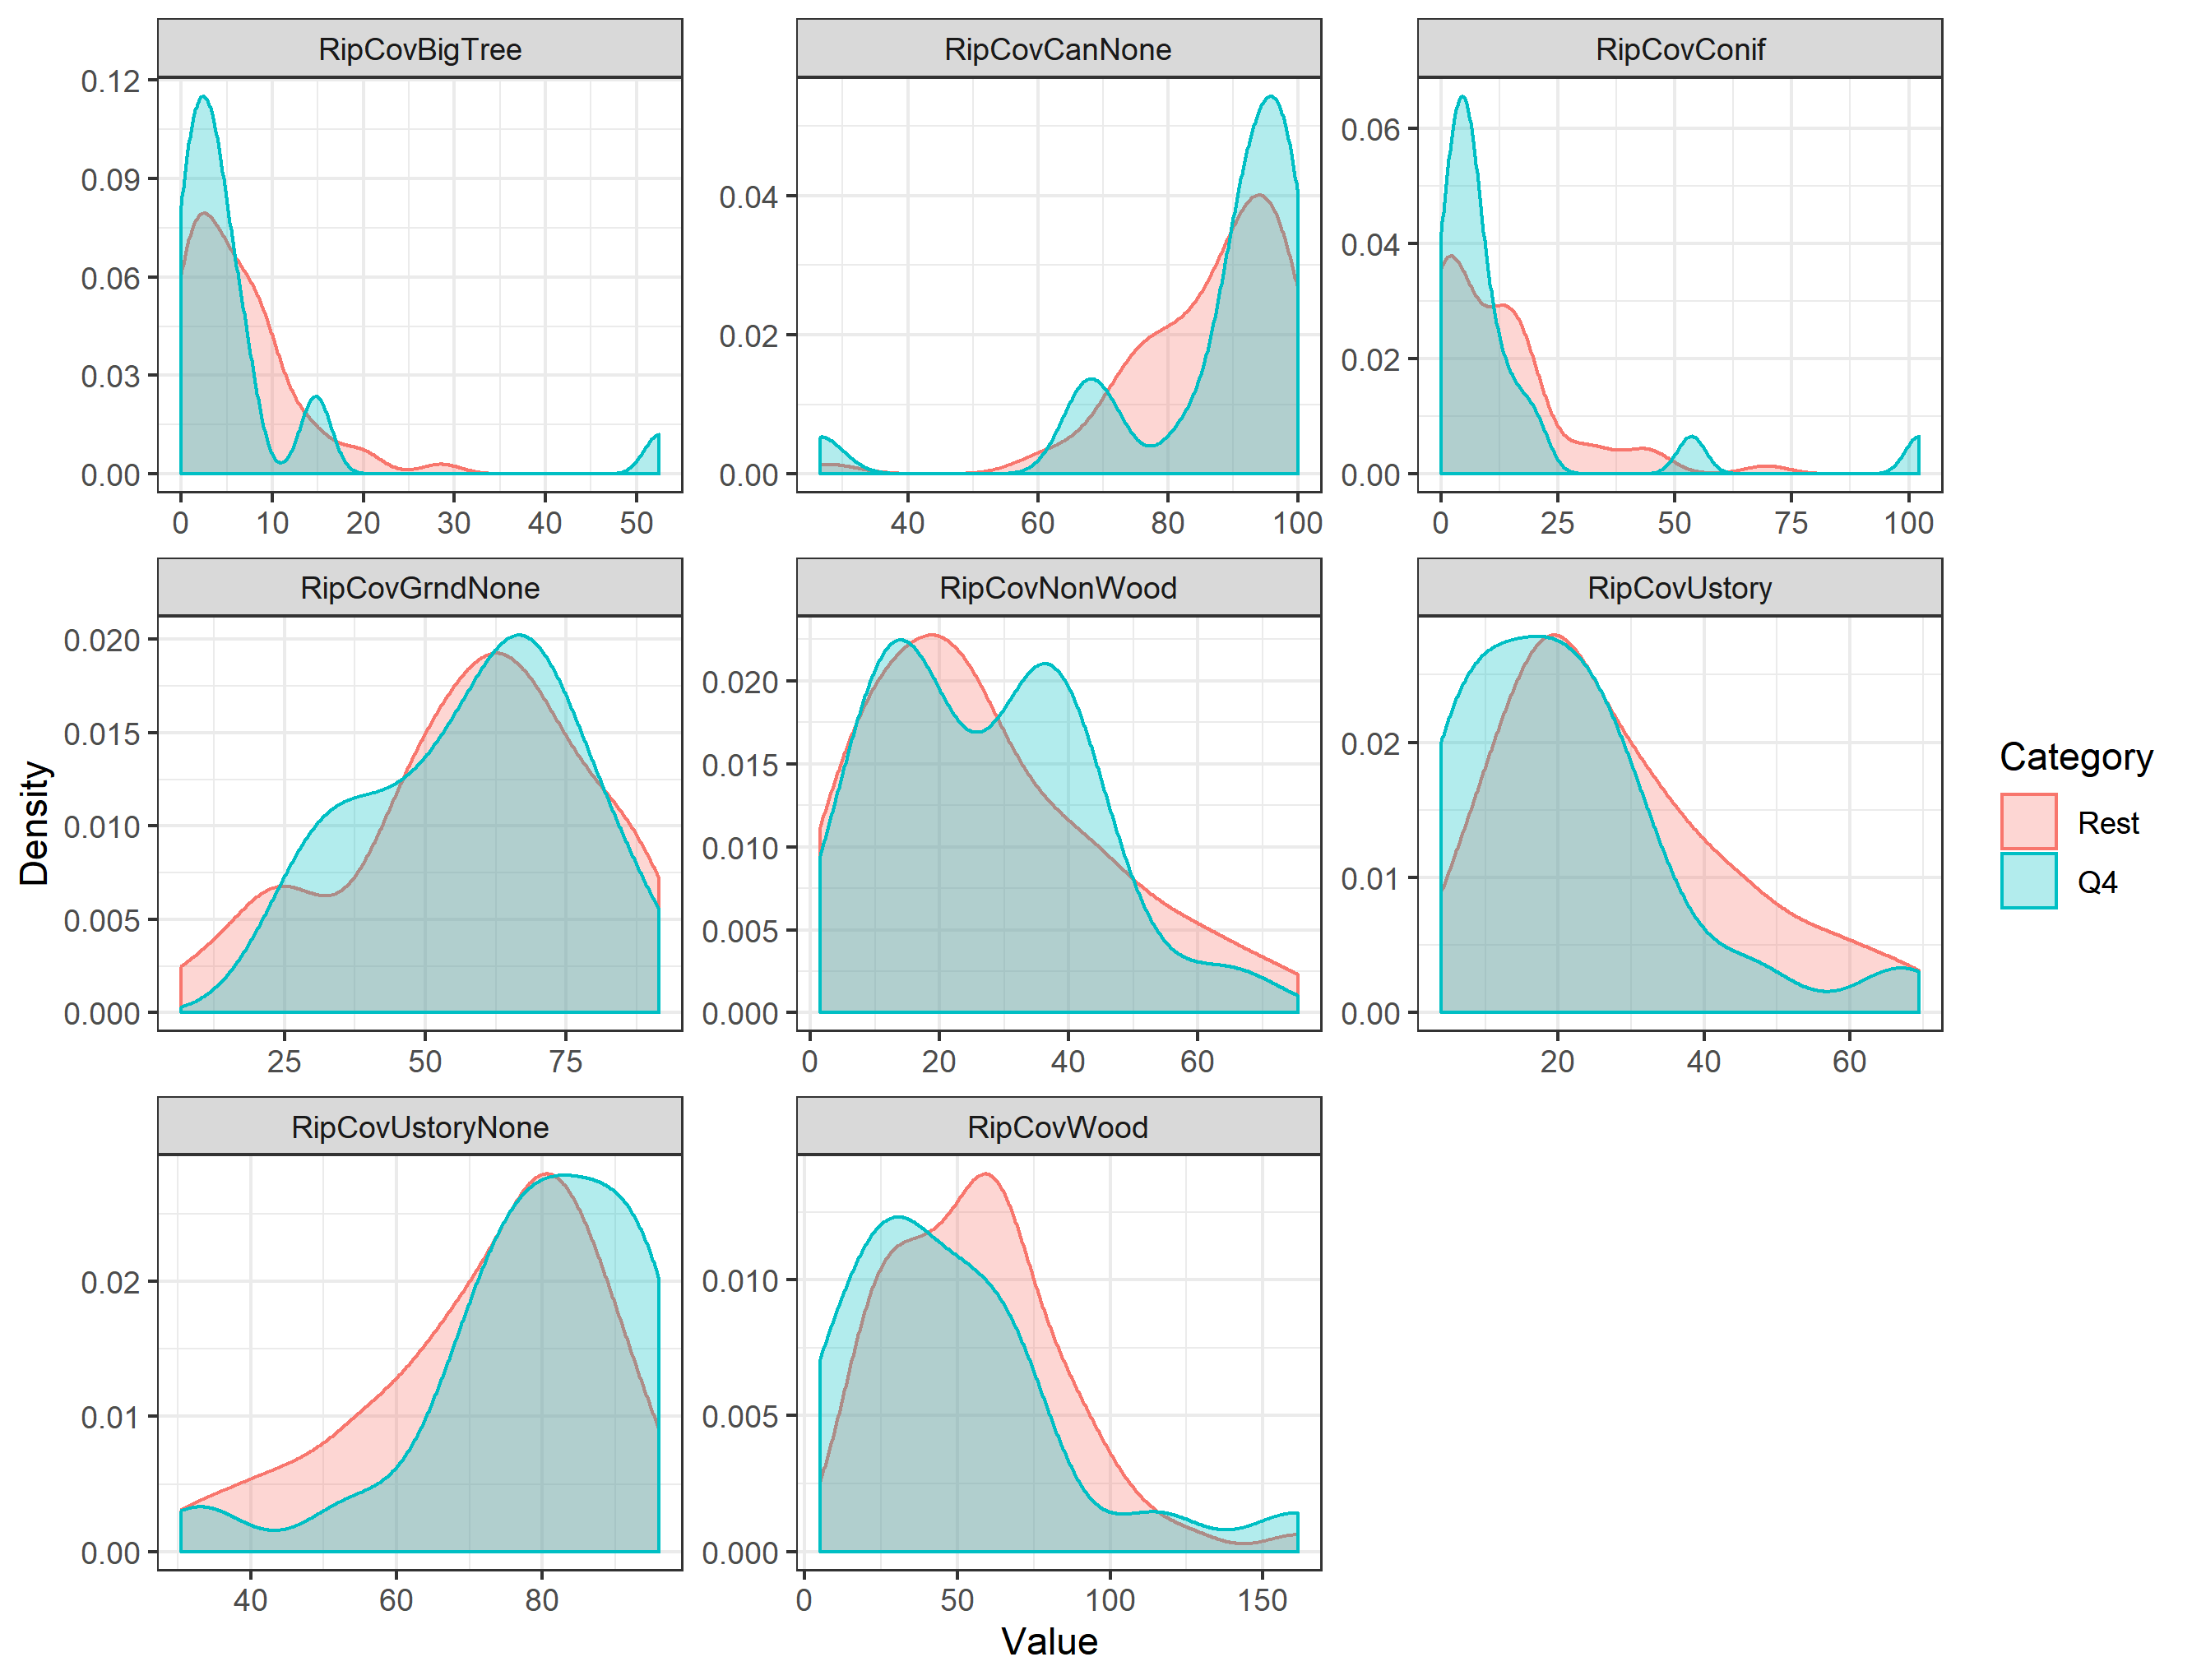 RipCovBigTree
RipCovCanNone
RipCovConif
0.12
0.09
0.06
0.03
0.00
0 10 20 30 40 50
0.04
0.02
0.00
40 60 80 100
0.06
0.04
0.02
0.00
0 25 50 75 100
RipCovGrndNone
RipCovNonWood
RipCovUstory
0.020
0.015
0.010
0.005
0.000
25 50 75
0.020
0.015
0.010
0.005
0.000
0 20 40 60
0.02
0.01
0.00
20 40 60
RipCovUstoryNone
RipCovWood
0.02
0.01
0.00
40 60 80
0.010
0.005
0.000
0 50 100 150
Density
Value
Category
Rest
Q4